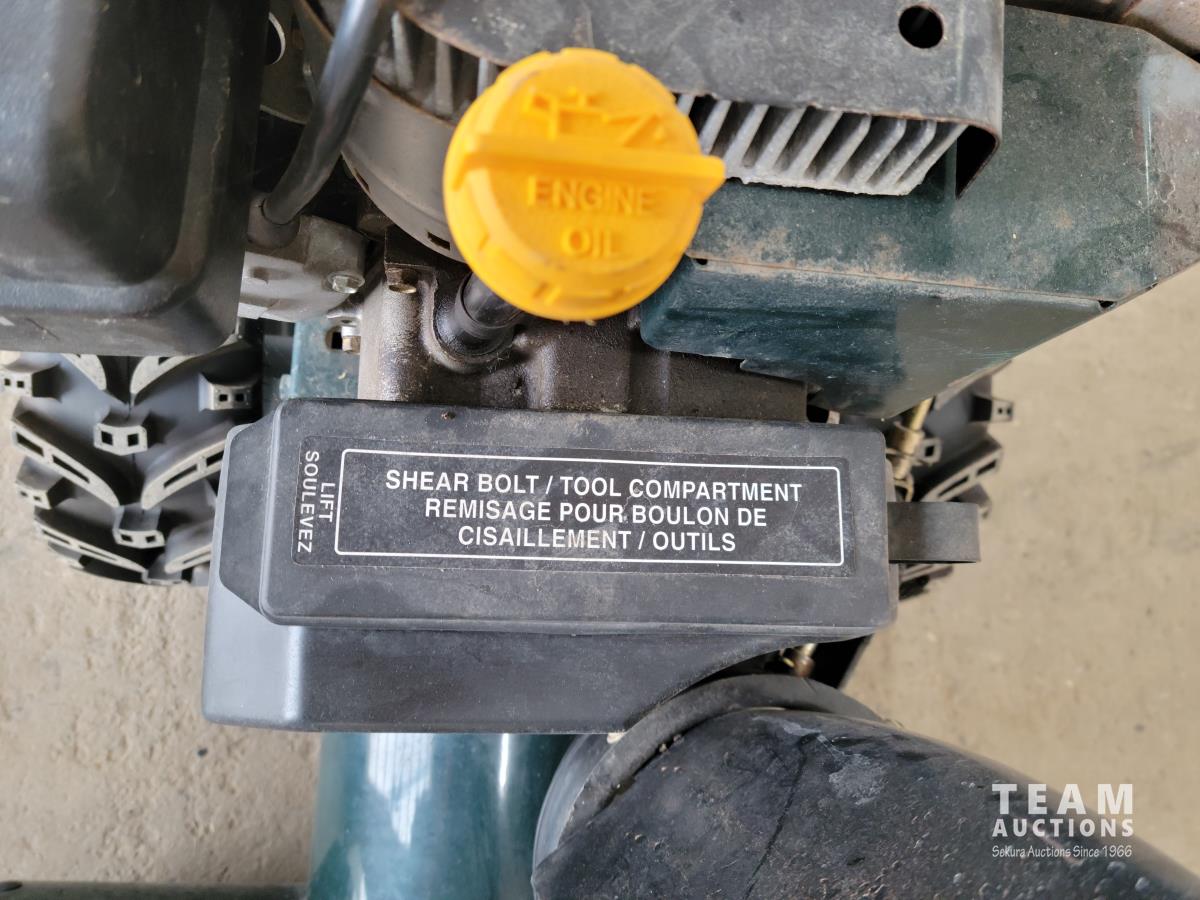 ENGINE
OIL
LIFT
SOULEVEZ
SHEAR BOLT / TOOL COMPARTMENT
REMISAGE POUR BOULON DE
CISAILLEMENT / OUTILS
TEAM
AUCTIONS
Sekura Auctions Since 1966